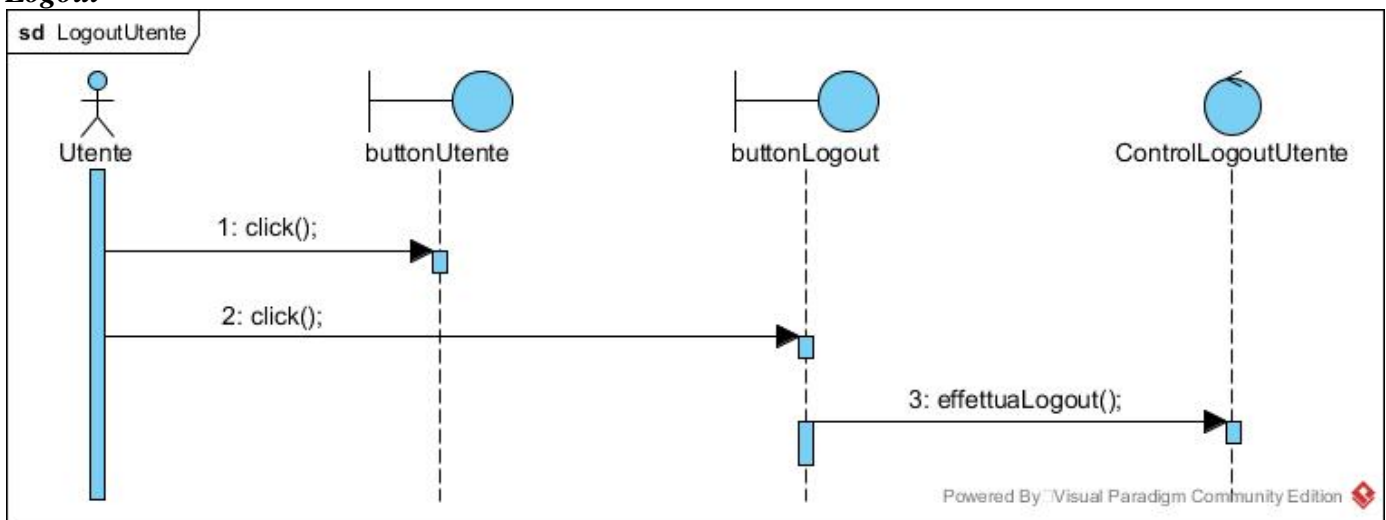 Logout
sd LogoutUtente
Utente
buttonUtente
buttonLogout
ControlLogoutUtente
1: click();
2: click();
3: effettuaLogout();
Powered By Visual Paradigm Community Edition